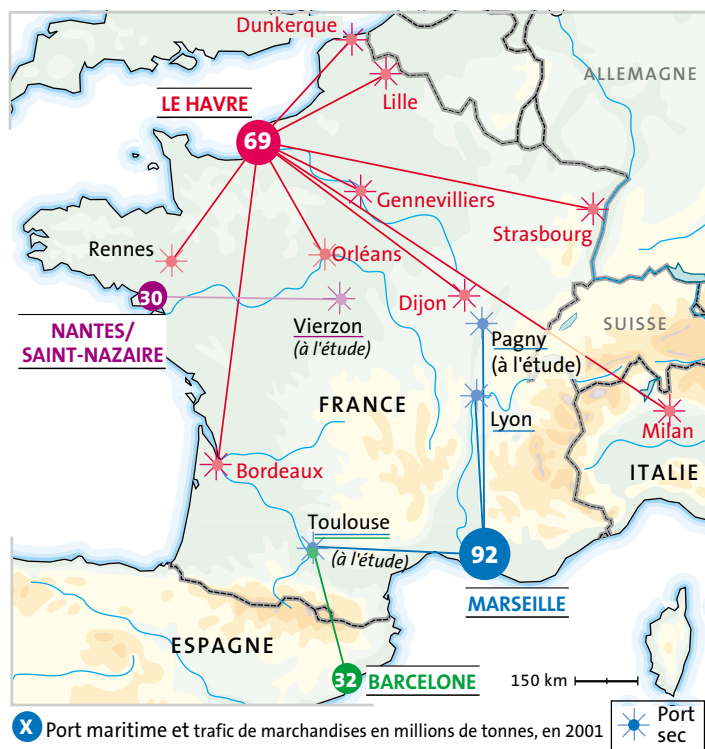 Dunkerque
ALLEMAGNE
LE HAVRE
Lille
69
Gennevilliers
Strasbourg
Rennes
Orléans
30
Dijon
NANTES/
SAINT-NAZAIRE
Vierzon
(à l'étude)
SUISSE
Pagny
(à l'étude)
FRANCE
Lyon
Milan
Bordeaux
ITALIE
Toulouse
(à l'étude)
92
MARSEILLE
ESPAGNE
32
BARCELONE
150 km
X Port maritime et trafic de marchandises en millions de tonnes, en 2001
Port
sec